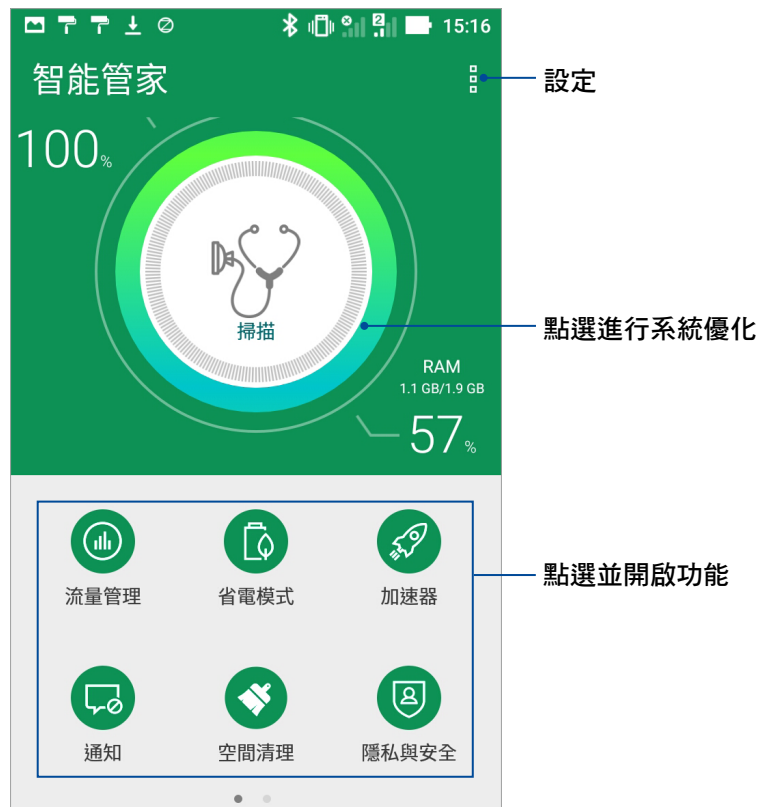 2
15:16
智能管家
設定
100%
掃描
點選進行系統優化
RAM
1.1 GB/1.9 GB
57%
流量管理
省電模式
加速器
點選並開啟功能
通知
空間清理
隱私與安全